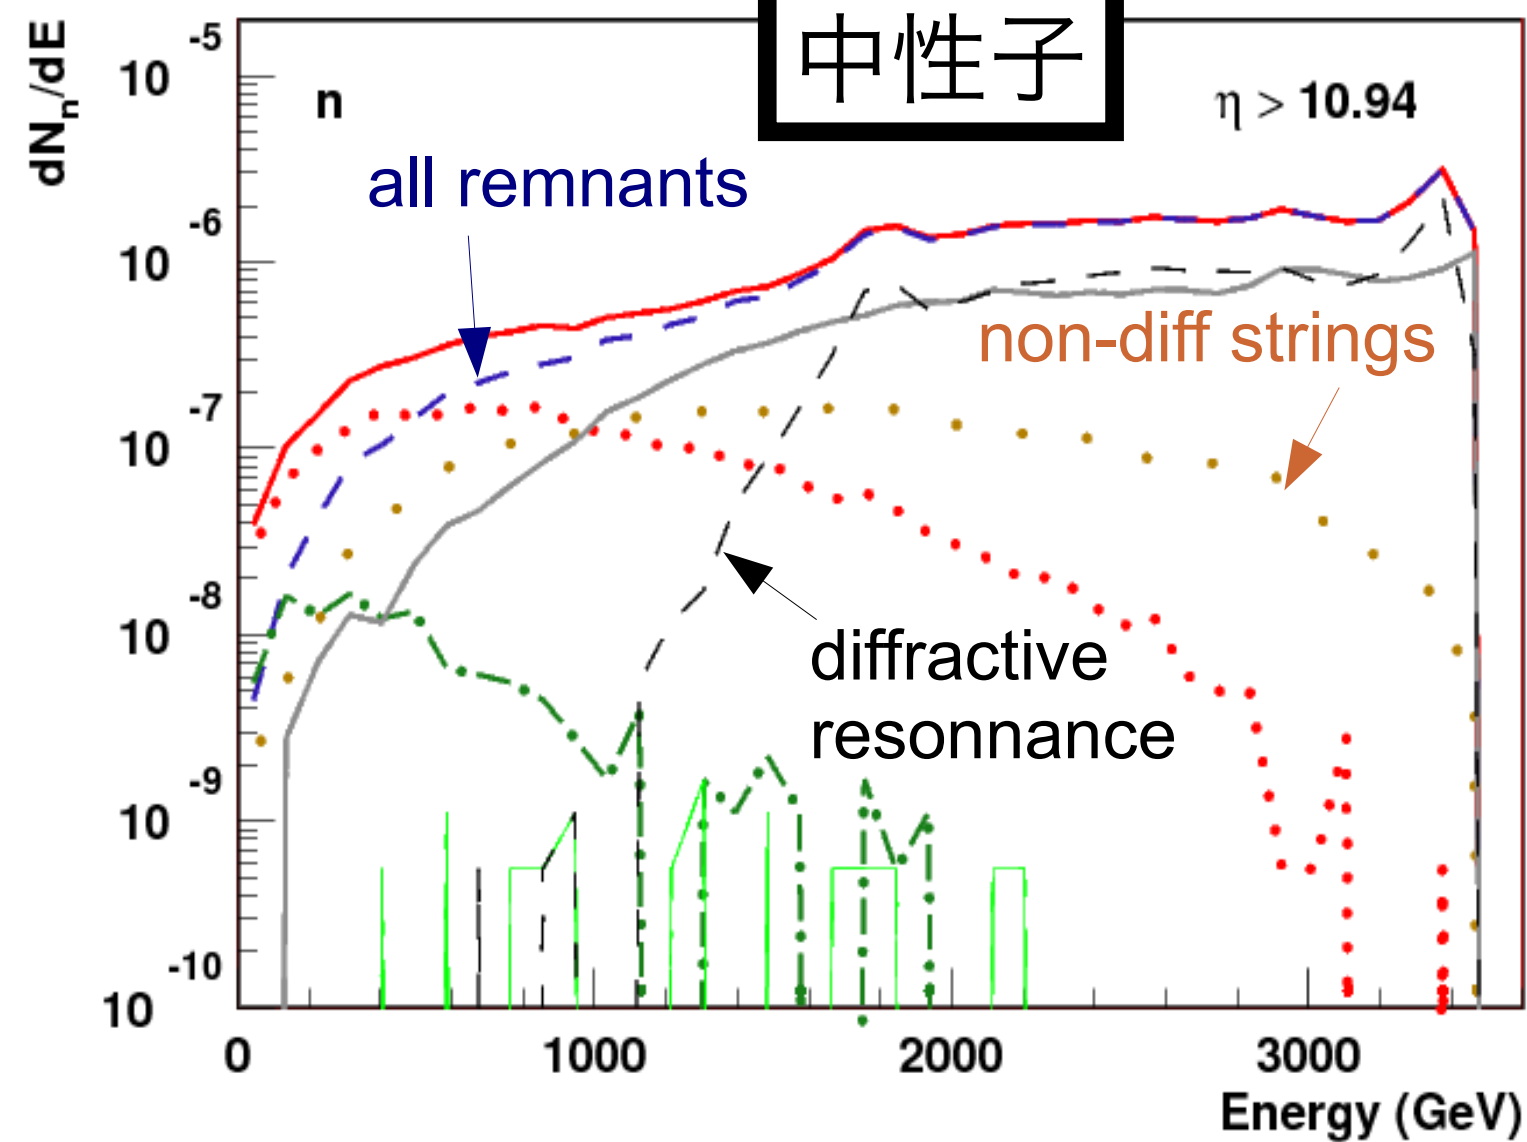 中性子
dNn/dE
n
η > 10.94
all remnants
non-diff strings
diffractive
resonnance
10 -5
10 -6
10 -7
10 -8
10 -9
10 -10
0 1000 2000 3000
Energy (GeV)